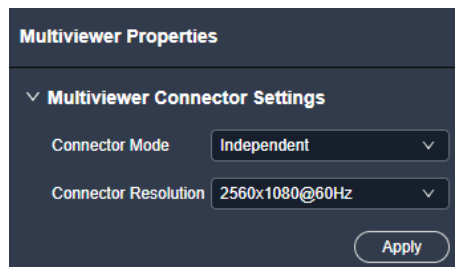 Multiviewer Properties
Multiviewer Connector Settings
Connector Mode Independent
Connector Resolution 2560x1080@60Hz
Apply